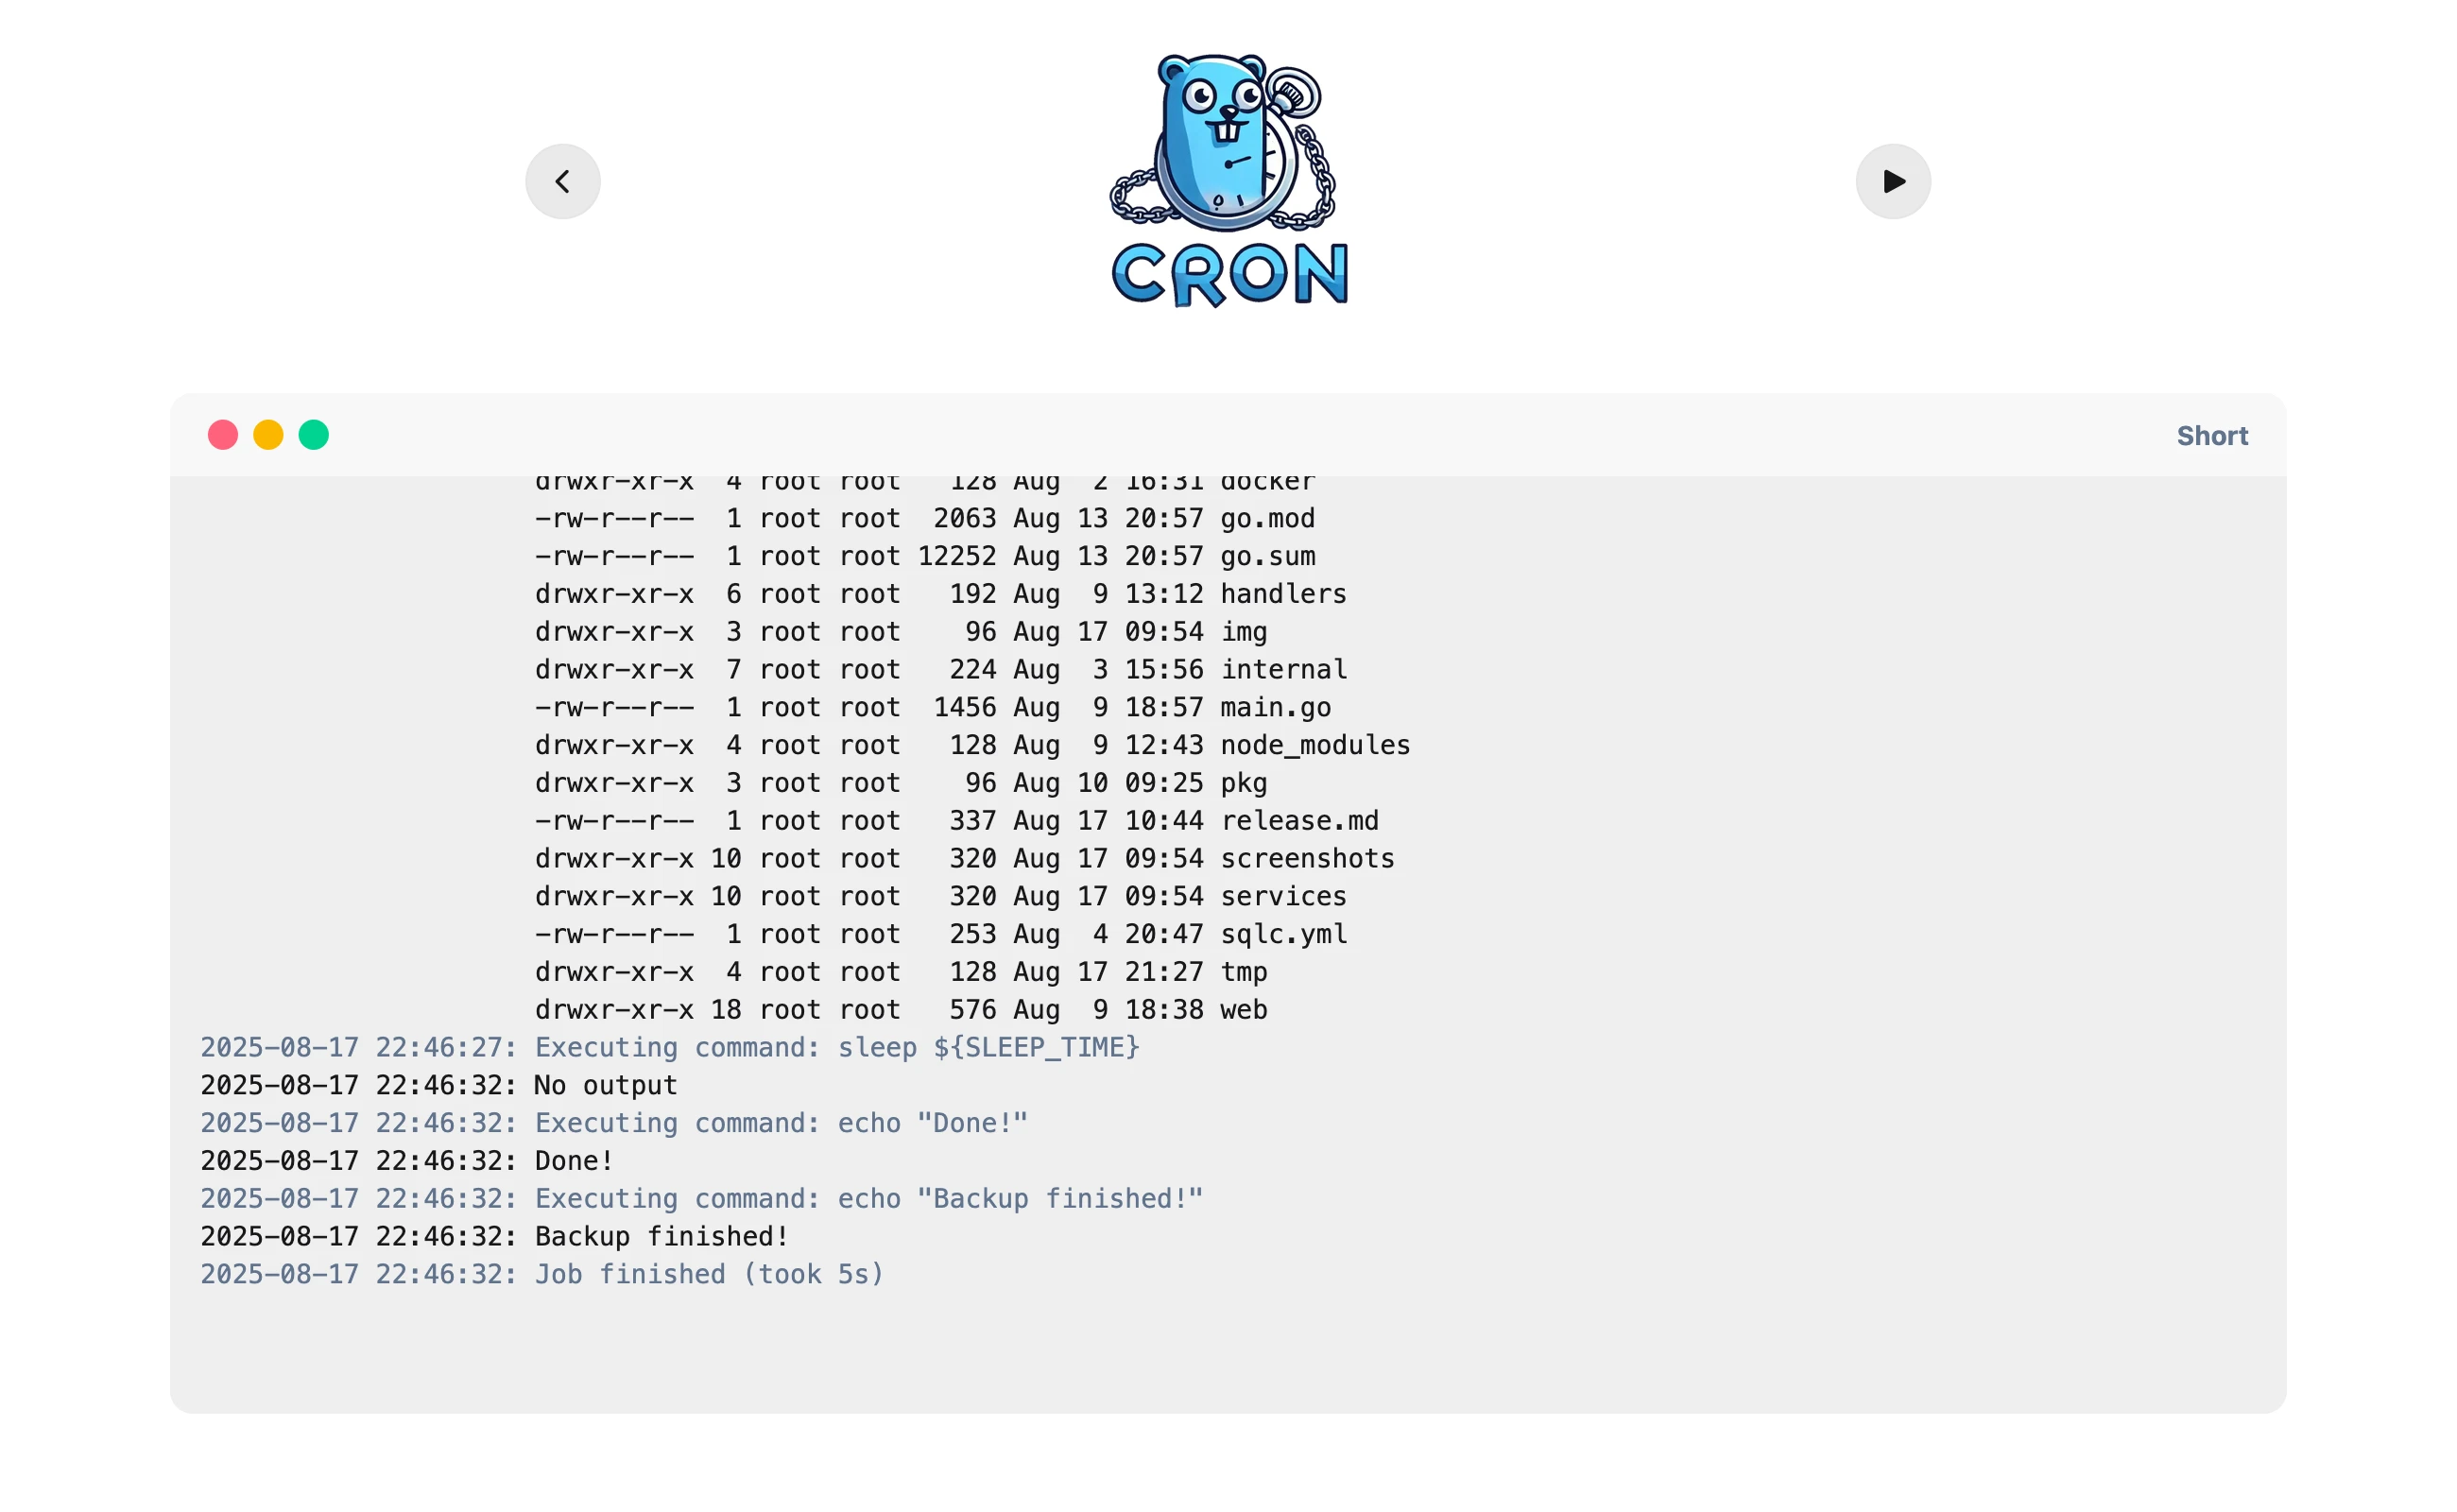 CRON
Short
drwxr-xr-x  4 root root   128 Aug  2 16:31 docker
-rw-r--r--  1 root root  2063 Aug 13 20:57 go.mod
-rw-r--r--  1 root root 12252 Aug 13 20:57 go.sum
drwxr-xr-x  6 root root   192 Aug  9 13:12 handlers
drwxr-xr-x  3 root root    96 Aug 17 09:54 img
drwxr-xr-x  7 root root   224 Aug  3 15:56 internal
-rw-r--r--  1 root root  1456 Aug  9 18:57 main.go
drwxr-xr-x  4 root root   128 Aug  9 12:43 node_modules
drwxr-xr-x  3 root root    96 Aug 10 09:25 pkg
-rw-r--r--  1 root root   337 Aug 17 10:44 release.md
drwxr-xr-x 10 root root   320 Aug 17 09:54 screenshots
drwxr-xr-x 10 root root   320 Aug 17 09:54 services
-rw-r--r--  1 root root   253 Aug  4 20:47 sqlc.yml
drwxr-xr-x  4 root root   128 Aug 17 21:27 tmp
drwxr-xr-x 18 root root   576 Aug  9 18:38 web
2025-08-17 22:46:27: Executing command: sleep ${SLEEP_TIME}
2025-08-17 22:46:32: No output
2025-08-17 22:46:32: Executing command: echo "Done!"
2025-08-17 22:46:32: Done!
2025-08-17 22:46:32: Executing command: echo "Backup finished!"
2025-08-17 22:46:32: Backup finished!
2025-08-17 22:46:32: Job finished (took 5s)